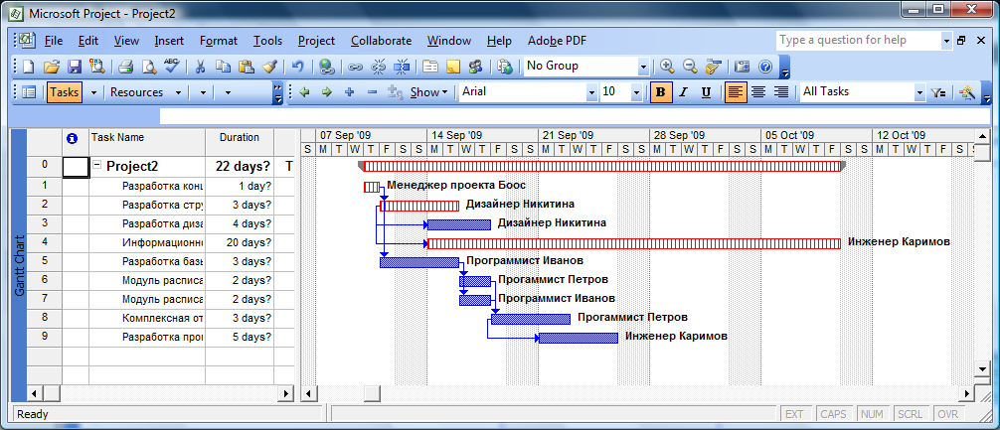 Microsoft Project - Project2
File Edit View Insert Format Tools Project Collaborate Window Help Adobe PDF Type a question for help
No Group
Tasks Resources Show Arial 10 B I U All Tasks
Task Name Duration 07 Sep '09 14 Sep '09 21 Sep '09 28 Sep '09 05 Oct '09 12 Oct '09
S M T W T F S S M T W T F S S M T W T F S S M T W T F S S M T W T F S S M T W T F S
0 Project2 22 days? T
1 Разработка конц 1 day? Менеджер проекта Боос
2 Разработка стру 3 days? Дизайнер Никитина
3 Разработка диза 4 days? Дизайнер Никитина
4 Информационно 20 days? Инженер Каримов
5 Разработка базы 3 days? Программист Иванов
6 Модуль расписа 2 days? Прогаммист Петров
7 Модуль расписа 2 days? Программист Иванов
8 Комплексная от 3 days? Прогаммист Петров
9 Разработка про 5 days? Инженер Каримов
Gantt Chart
Ready EXT CAPS NUM SCRL OVR